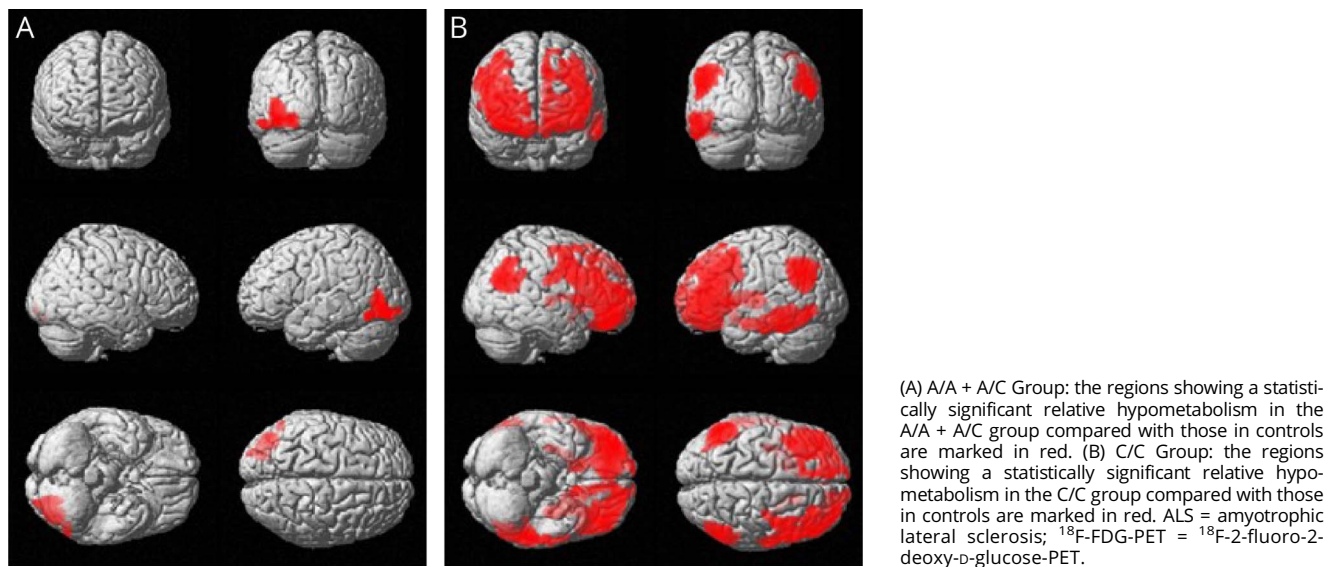 A
B
(A) A/A + A/C Group: the regions showing a statisti-
cally significant relative hypometabolism in the
A/A + A/C group compared with those in controls
are marked in red. (B) C/C Group: the regions
showing a statistically significant relative hypo-
metabolism in the C/C group compared with those
in controls are marked in red. ALS = amyotrophic
lateral sclerosis; ¹⁸F-FDG-PET = ¹⁸F-2-fluoro-2-
deoxy-D-glucose-PET.